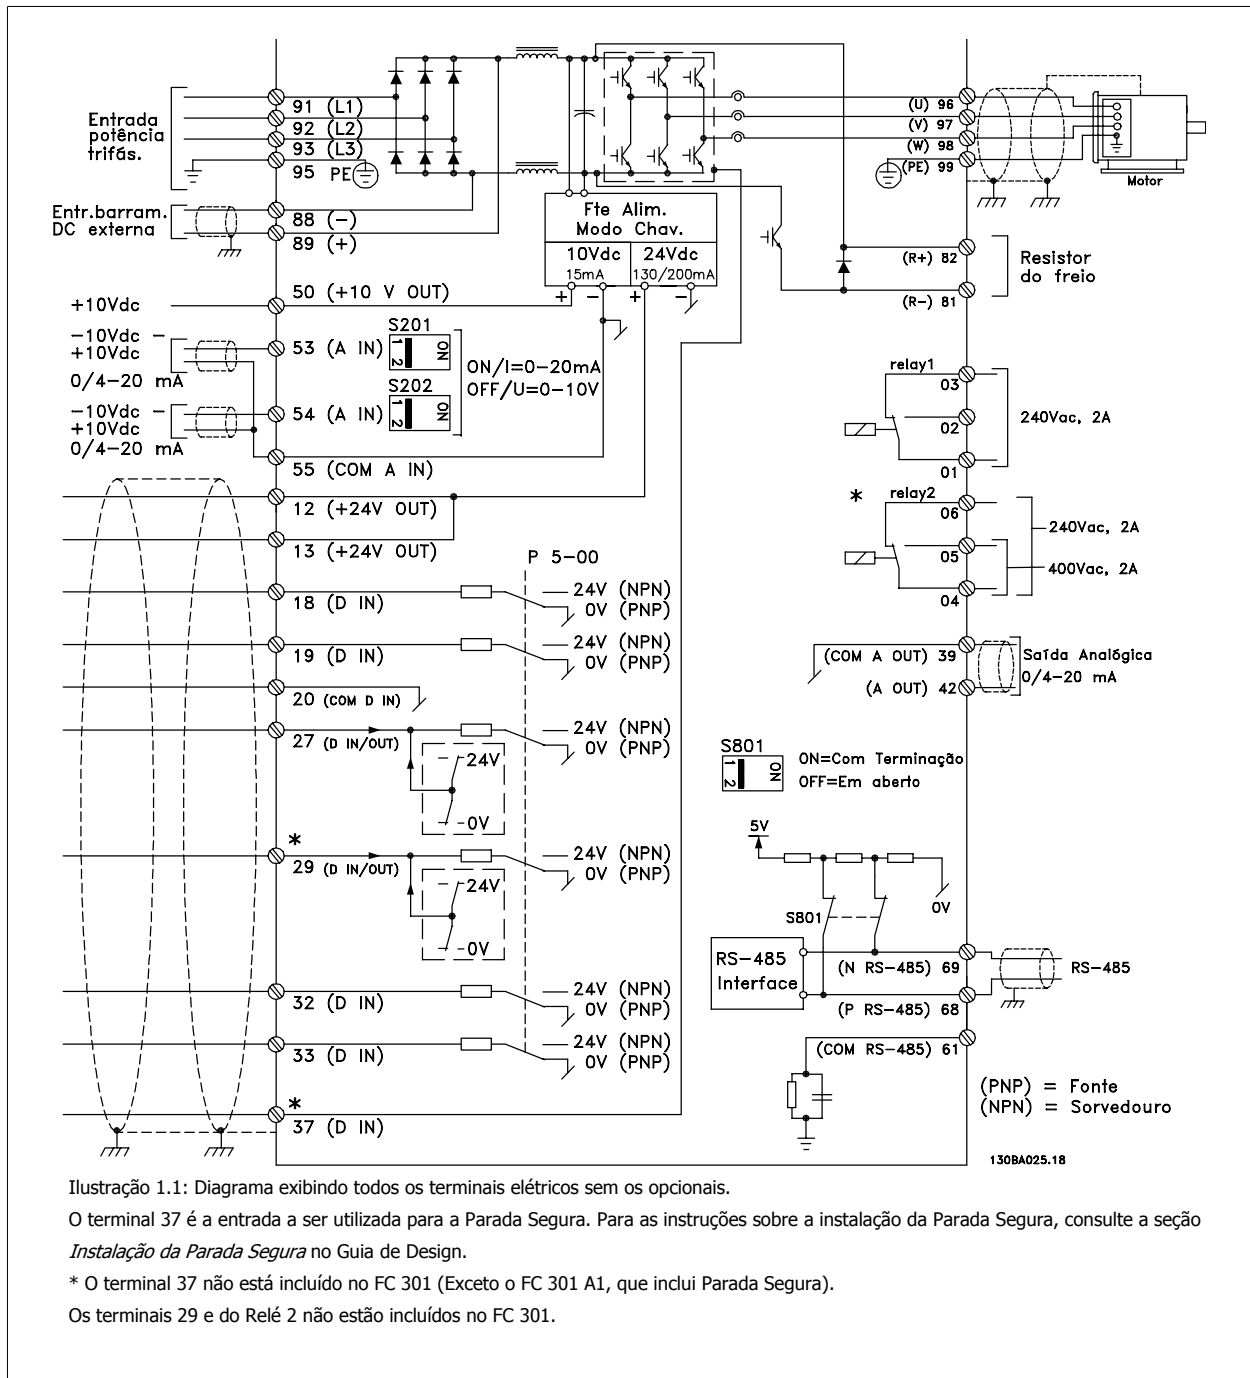 Entrada
potência
trifás.
91 (L1)
92 (L2)
93 (L3)
95 PE
Entr.barram.
DC externa
88 (−)
89 (+)
Fte Alim.
Modo Chav.
10Vdc
15mA
24Vdc
130/200mA
+ − + −
(U) 96
(V) 97
(W) 98
(PE) 99
Motor
(R+) 82
(R−) 81
Resistor
do freio
+10Vdc
50 (+10 V OUT)
−10Vdc −
+10Vdc
0/4−20 mA
53 (A IN)
S201
1 2 ON
ON/I=0−20mA
OFF/U=0−10V
−10Vdc −
+10Vdc
0/4−20 mA
54 (A IN)
S202
1 2 ON
55 (COM A IN)
12 (+24V OUT)
13 (+24V OUT)
relay1
03
02
01
240Vac, 2A
* relay2
06
05
04
240Vac, 2A
400Vac, 2A
P 5-00
18 (D IN)
24V (NPN)
0V (PNP)
19 (D IN)
24V (NPN)
0V (PNP)
20 (COM D IN)
27 (D IN/OUT)
24V (NPN)
0V (PNP)
24V
0V
*
29 (D IN/OUT)
24V (NPN)
0V (PNP)
24V
0V
32 (D IN)
24V (NPN)
0V (PNP)
33 (D IN)
24V (NPN)
0V (PNP)
*
37 (D IN)
(COM A OUT) 39
(A OUT) 42
Saída Analógica
0/4−20 mA
S801
1 2 ON
ON=Com Terminação
OFF=Em aberto
5V
S801
0V
RS−485
Interface
(N RS−485) 69
(P RS−485) 68
RS−485
(COM RS−485) 61
(PNP) = Fonte
(NPN) = Sorvedouro
130BA025.18
Ilustração 1.1: Diagrama exibindo todos os terminais elétricos sem os opcionais.
O terminal 37 é a entrada a ser utilizada para a Parada Segura. Para as instruções sobre a instalação da Parada Segura, consulte a seção
Instalação da Parada Segura no Guia de Design.
* O terminal 37 não está incluído no FC 301 (Exceto o FC 301 A1, que inclui Parada Segura).
Os terminais 29 e do Relé 2 não estão incluídos no FC 301.